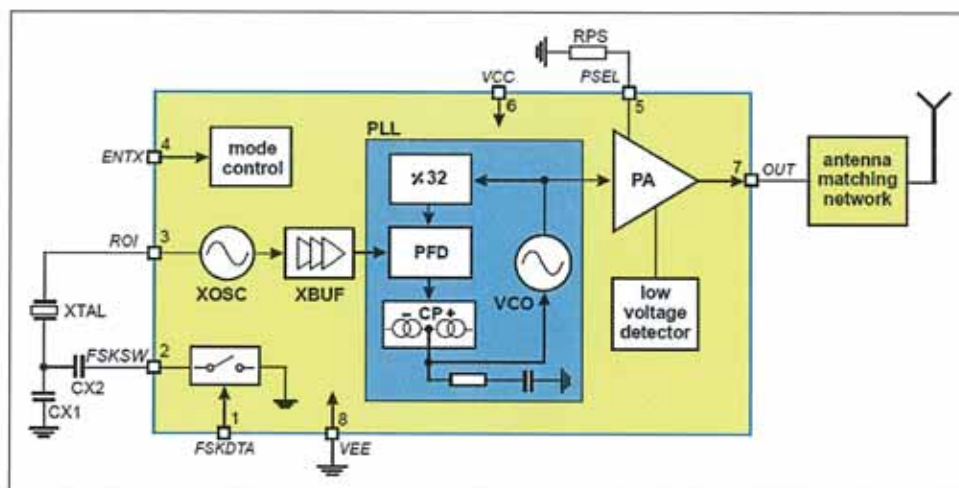 RPS
VCC
PSEL
6
5
PLL
ENTX
4
mode
control
÷32
PA
7
OUT
antenna
matching
network
ROI
3
PFD
XOSC
XBUF
VCO
low
voltage
detector
XTAL
- CP +
FSKSW
2
CX2
CX1
1
8
FSKDTA
VEE